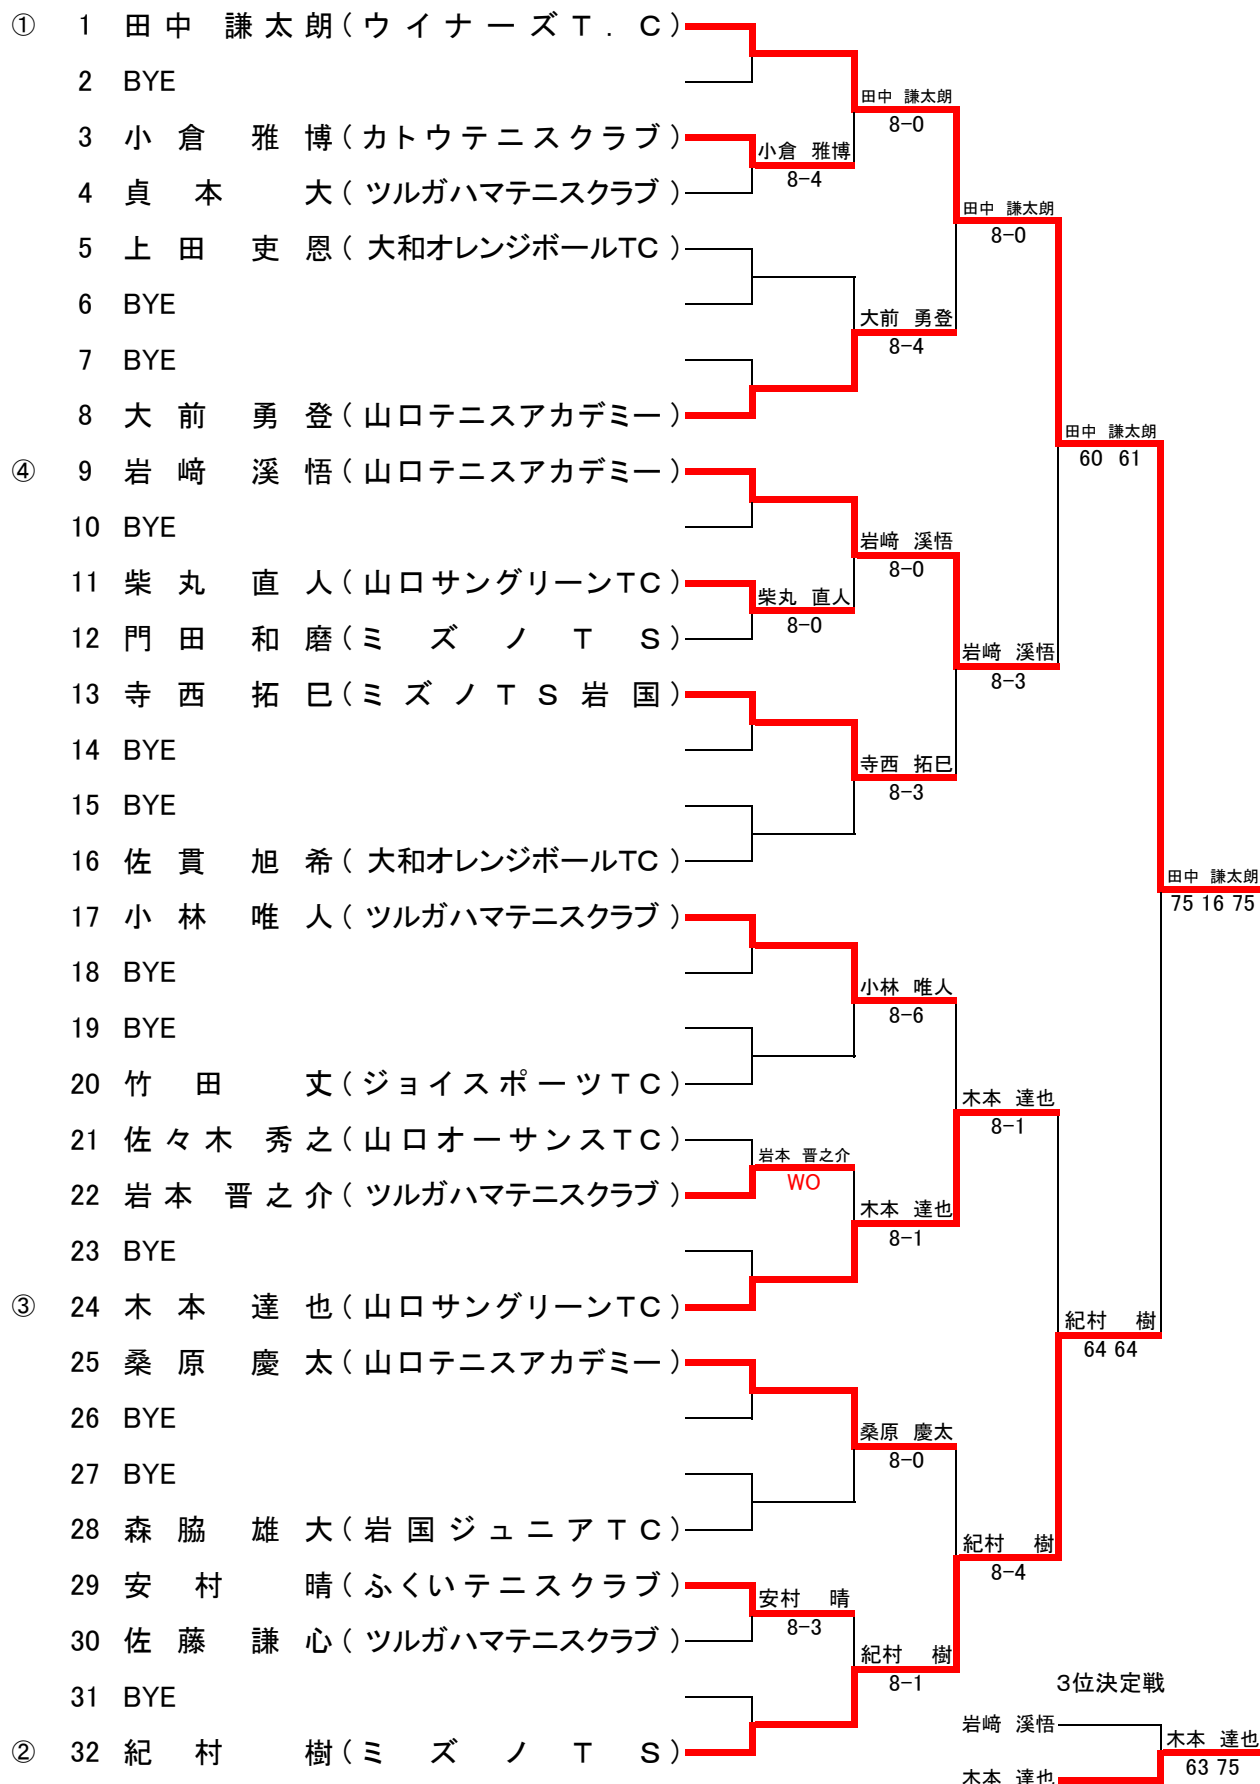 ① 1 田中 謙太朗(ウイナーズT.C)
2 BYE
田中 謙太朗
8-0
3 小倉 雅博(カトウテニスクラブ)
小倉 雅博
8-4
4 貞本 大(ツルガハマテニスクラブ)
田中 謙太朗
8-0
5 上田 吏恩(大和オレンジボールTC)
6 BYE
大前 勇登
8-4
7 BYE
8 大前 勇登(山口テニスアカデミー)
田中 謙太朗
60 61
④ 9 岩﨑 溪悟(山口テニスアカデミー)
10 BYE
岩﨑 溪悟
8-0
11 柴丸 直人(山口サングリーンTC)
柴丸 直人
8-0
12 門田 和磨(ミズノTS)
岩﨑 溪悟
8-3
13 寺西 拓巳(ミズノTS岩国)
14 BYE
寺西 拓巳
8-3
15 BYE
16 佐貫 旭希(大和オレンジボールTC)
田中 謙太朗
75 16 75
17 小林 唯人(ツルガハマテニスクラブ)
18 BYE
小林 唯人
8-6
19 BYE
20 竹田 丈(ジョイスポーツTC)
木本 達也
8-1
21 佐々木 秀之(山口オーサンスTC)
岩本 晋之介
WO
22 岩本 晋之介(ツルガハマテニスクラブ)
木本 達也
8-1
23 BYE
③ 24 木本 達也(山口サングリーンTC)
紀村 樹
64 64
25 桑原 慶太(山口テニスアカデミー)
26 BYE
桑原 慶太
8-0
27 BYE
28 森脇 雄大(岩国ジュニアTC)
紀村 樹
8-4
29 安村 晴(ふくいテニスクラブ)
安村 晴
8-3
30 佐藤 謙心(ツルガハマテニスクラブ)
紀村 樹
8-1
31 BYE
② 32 紀村 樹(ミズノTS)
3位決定戦
岩﨑 溪悟
木本 達也
63 75
木本 達也